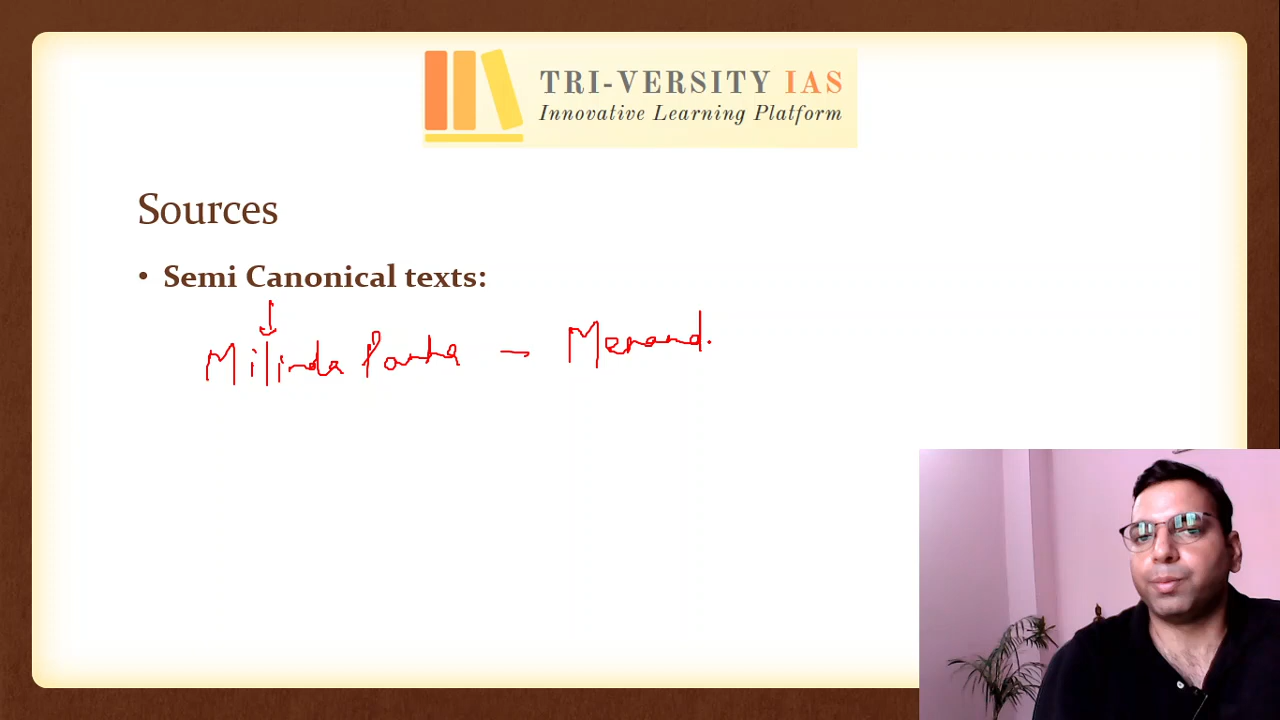 TRI-VERSITY IAS
Innovative Learning Platform
Sources
• Semi Canonical texts:
Milinda Panha – Menand.